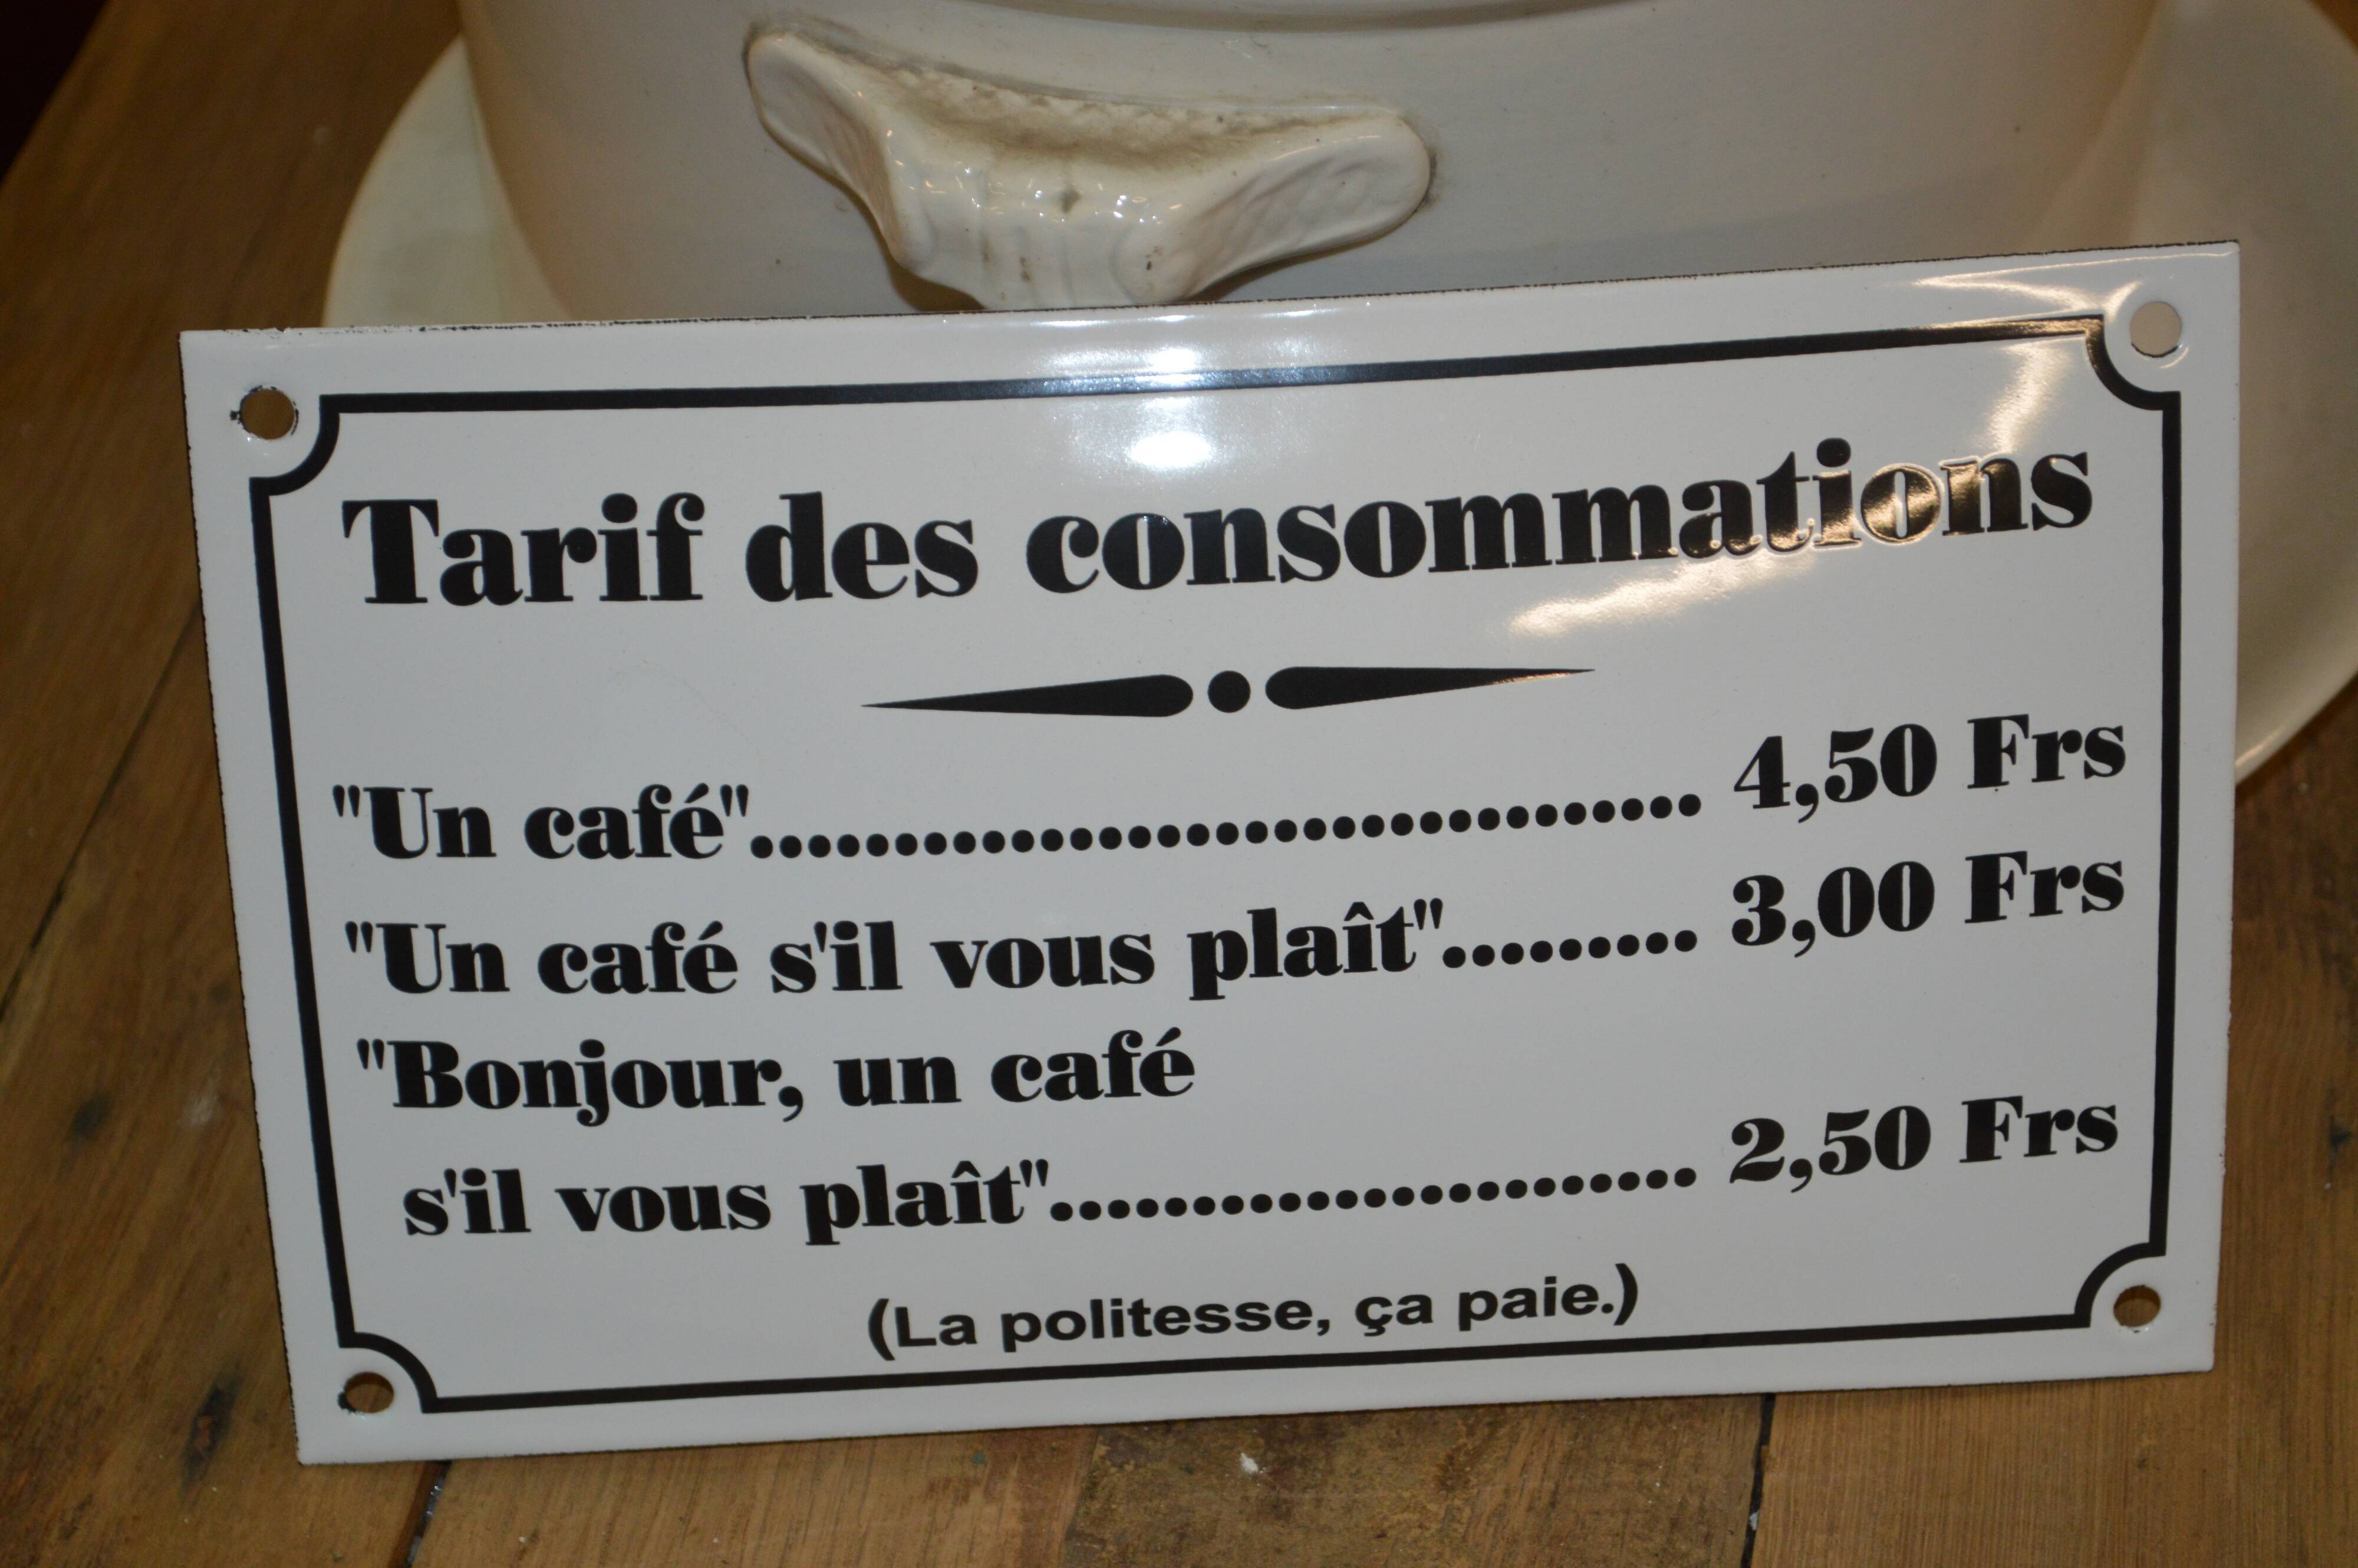 Tarif des consommations
"Un café"................................. 4,50 Frs
"Un café s'il vous plaît"......... 3,00 Frs
"Bonjour, un café
s'il vous plaît"....................... 2,50 Frs
(La politesse, ça paie.)